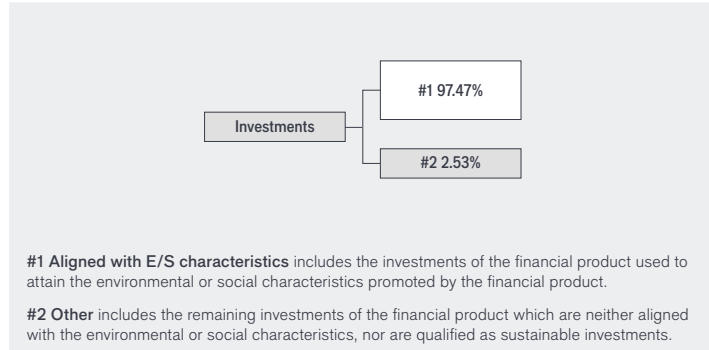 #1 97.47%
Investments
#2 2.53%
#1 Aligned with E/S characteristics includes the investments of the financial product used to
attain the environmental or social characteristics promoted by the financial product.
#2 Other includes the remaining investments of the financial product which are neither aligned
with the environmental or social characteristics, nor are qualified as sustainable investments.